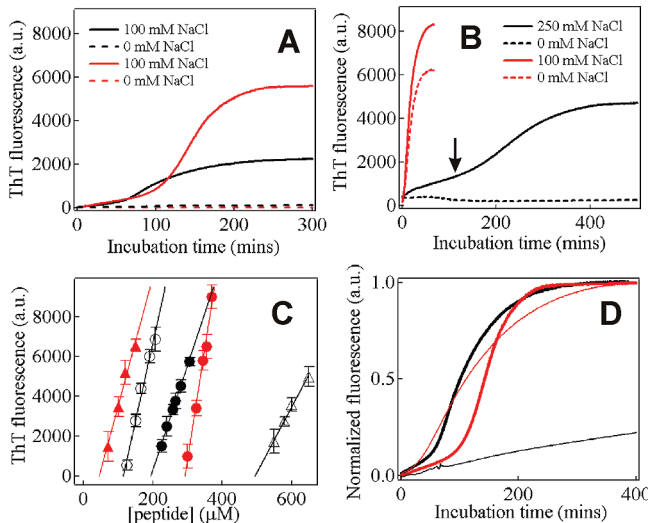 A
100 mM NaCl
0 mM NaCl
100 mM NaCl
0 mM NaCl
ThT fluorescence (a.u.)
8000
6000
4000
2000
0
0 100 200 300
Incubation time (mins)
B
250 mM NaCl
0 mM NaCl
100 mM NaCl
0 mM NaCl
ThT fluorescence (a.u.)
8000
6000
4000
2000
0
0 200 400
Incubation time (mins)
C
ThT fluorescence (a.u.)
8000
6000
4000
2000
0
0 200 400 600
[peptide] (μM)
D
Normalized fluorescence (a.u.)
1.0
0.5
0.0
0 200 400
Incubation time (mins)